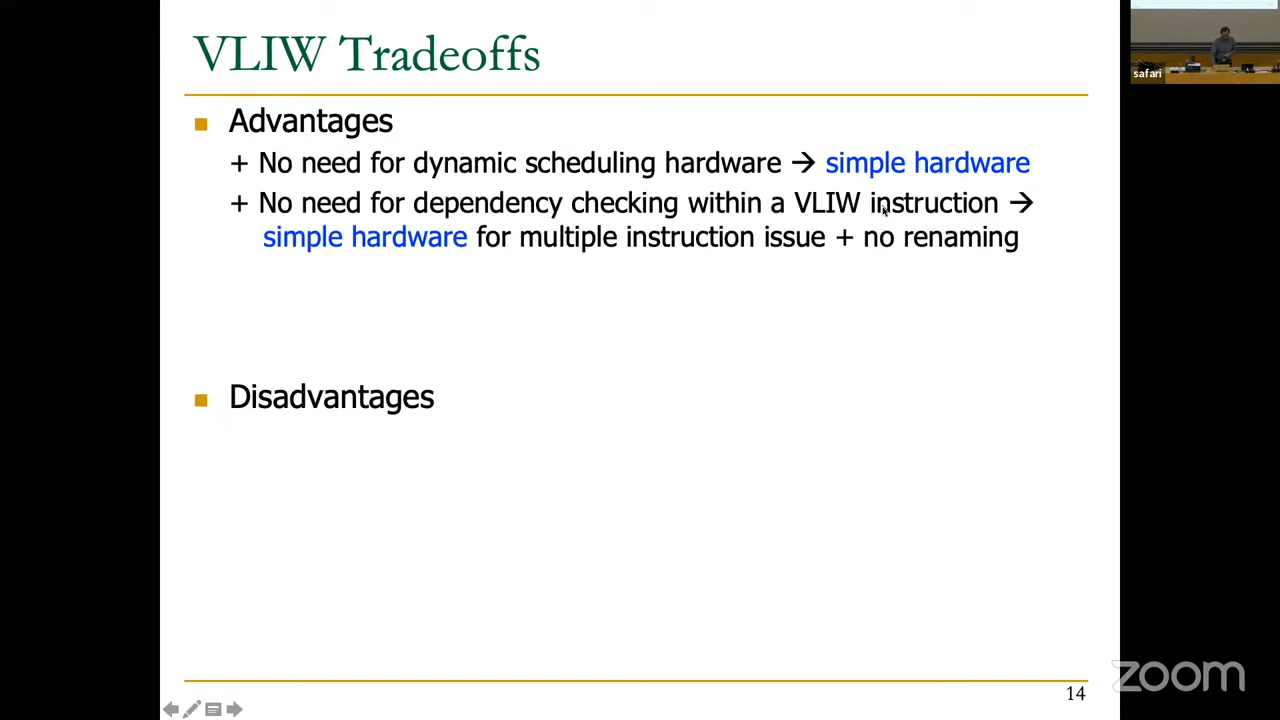 VLIW Tradeoffs
safari
Advantages
+ No need for dynamic scheduling hardware → simple hardware
+ No need for dependency checking within a VLIW instruction →
simple hardware for multiple instruction issue + no renaming
Disadvantages
14
zoom